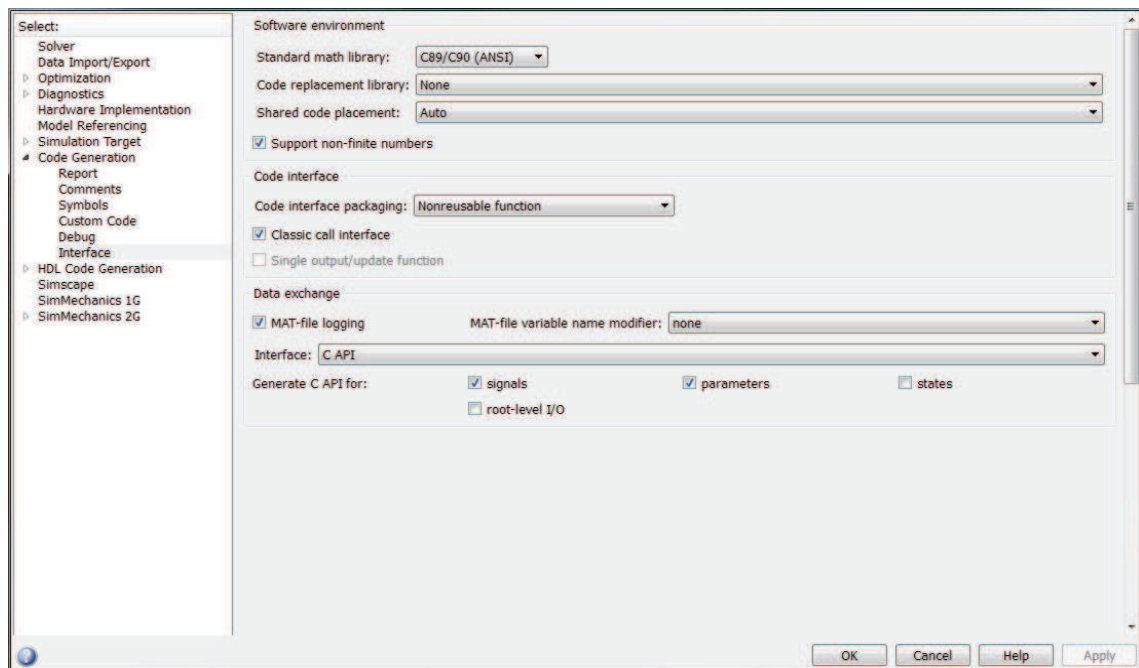 Select:
Solver
Data Import/Export
Optimization
Diagnostics
Hardware Implementation
Model Referencing
Simulation Target
Code Generation
Report
Comments
Symbols
Custom Code
Debug
Interface
HDL Code Generation
Simscape
SimMechanics 1G
SimMechanics 2G
Software environment
Standard math library: C89/C90 (ANSI)
Code replacement library: None
Shared code placement: Auto
Support non-finite numbers
Code interface
Code interface packaging: Nonreusable function
Classic call interface
Single output/update function
Data exchange
MAT-file logging MAT-file variable name modifier: none
Interface: C API
Generate C API for: signals parameters states
root-level I/O
OK Cancel Help Apply